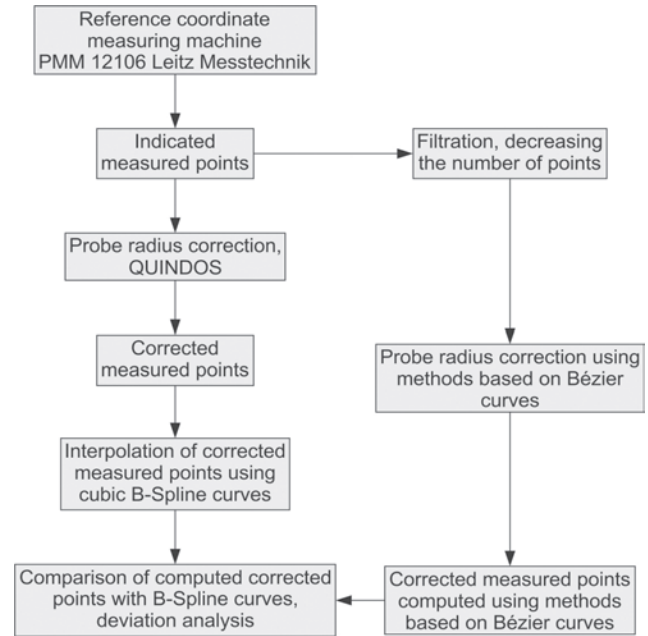 Reference coordinate
measuring machine
PMM 12106 Leitz Messtechnik
Indicated
measured points
Filtration, decreasing
the number of points
Probe radius correction,
QUINDOS
Corrected
measured points
Probe radius correction using
methods based on Bézier
curves
Interpolation of corrected
measured points using
cubic B-Spline curves
Comparison of computed corrected
points with B-Spline curves,
deviation analysis
Corrected measured points
computed using methods
based on Bézier curves